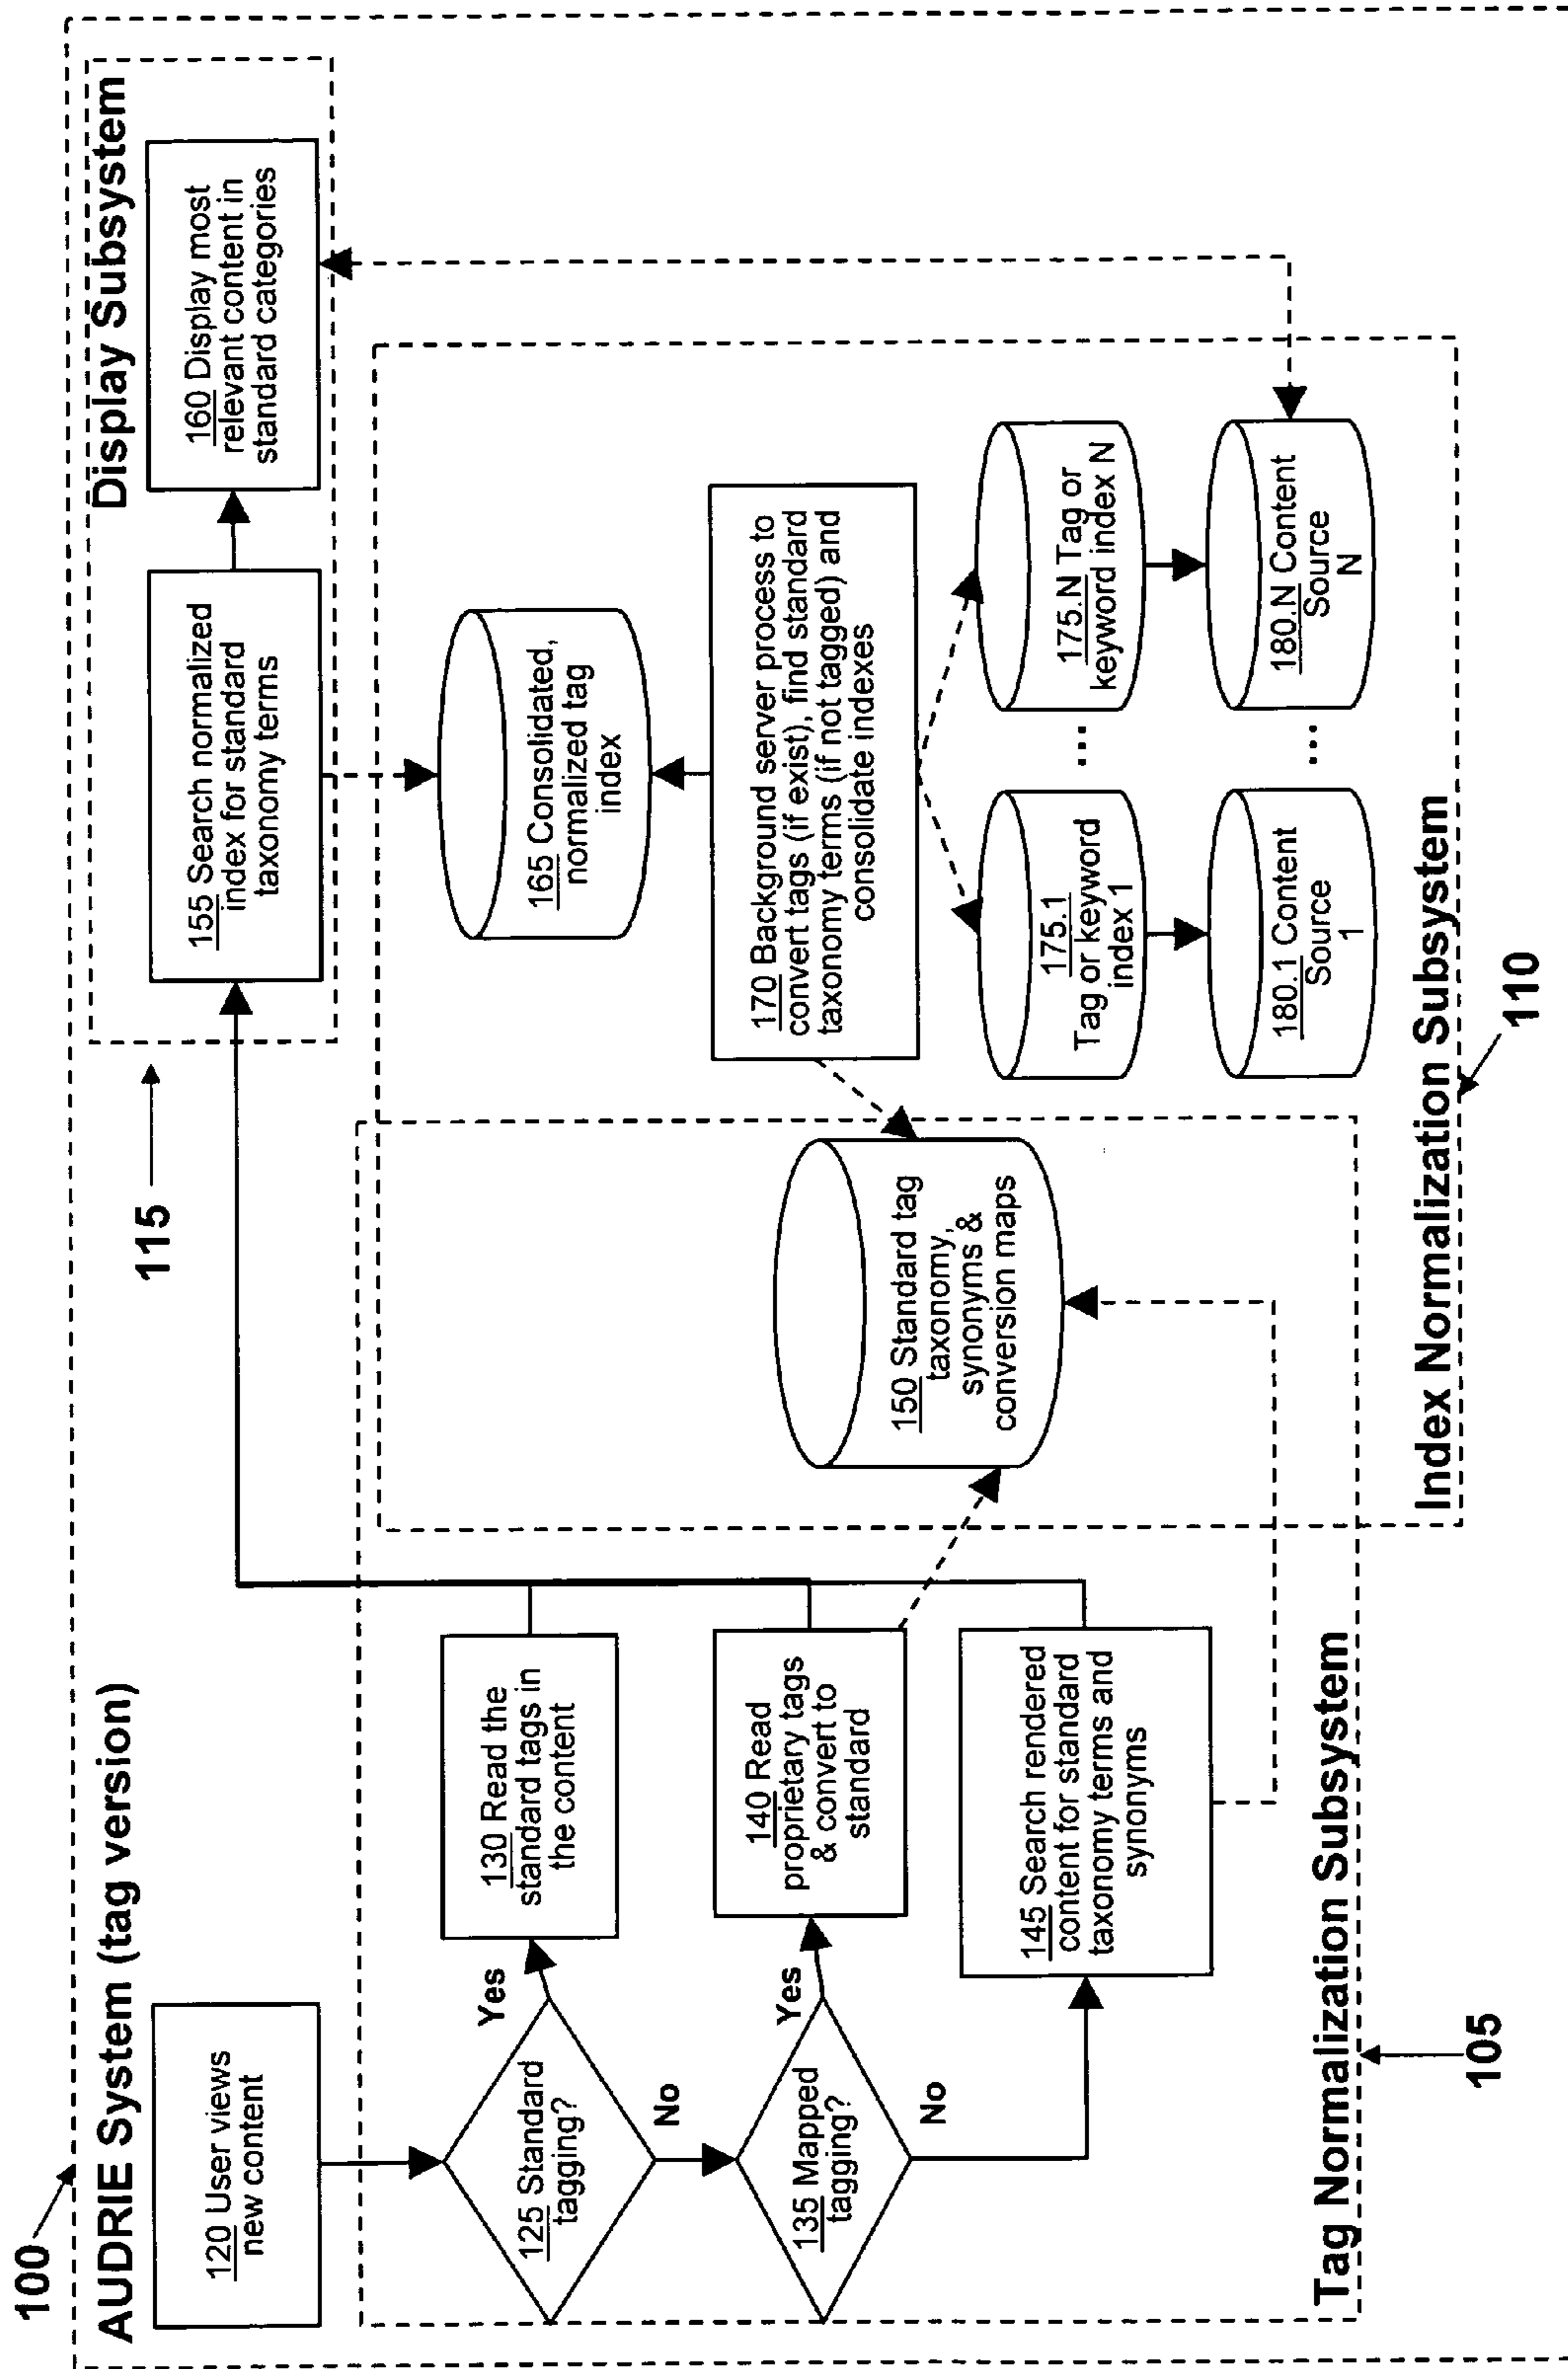 100
AUDRIE System (tag version)
120 User views
new content
125 Standard
tagging?
Yes
No
130 Read the
standard tags in
the content
135 Mapped
tagging?
Yes
No
140 Read
proprietary tags
& convert to
standard
145 Search rendered
content for standard
taxonomy terms and
synonyms
Tag Normalization Subsystem
105
115
Display Subsystem
155 Search normalized
index for standard
taxonomy terms
160 Display most
relevant content in
standard categories
150 Standard tag
taxonomy,
synonyms &
conversion maps
165 Consolidated,
normalized tag
index
170 Background server process to
convert tags (if exist), find standard
taxonomy terms (if not tagged) and
consolidate indexes
175.1
Tag or keyword
index 1
...
175.N Tag or
keyword index N
180.1 Content
Source
1
...
180.N Content
Source
N
Index Normalization Subsystem
110